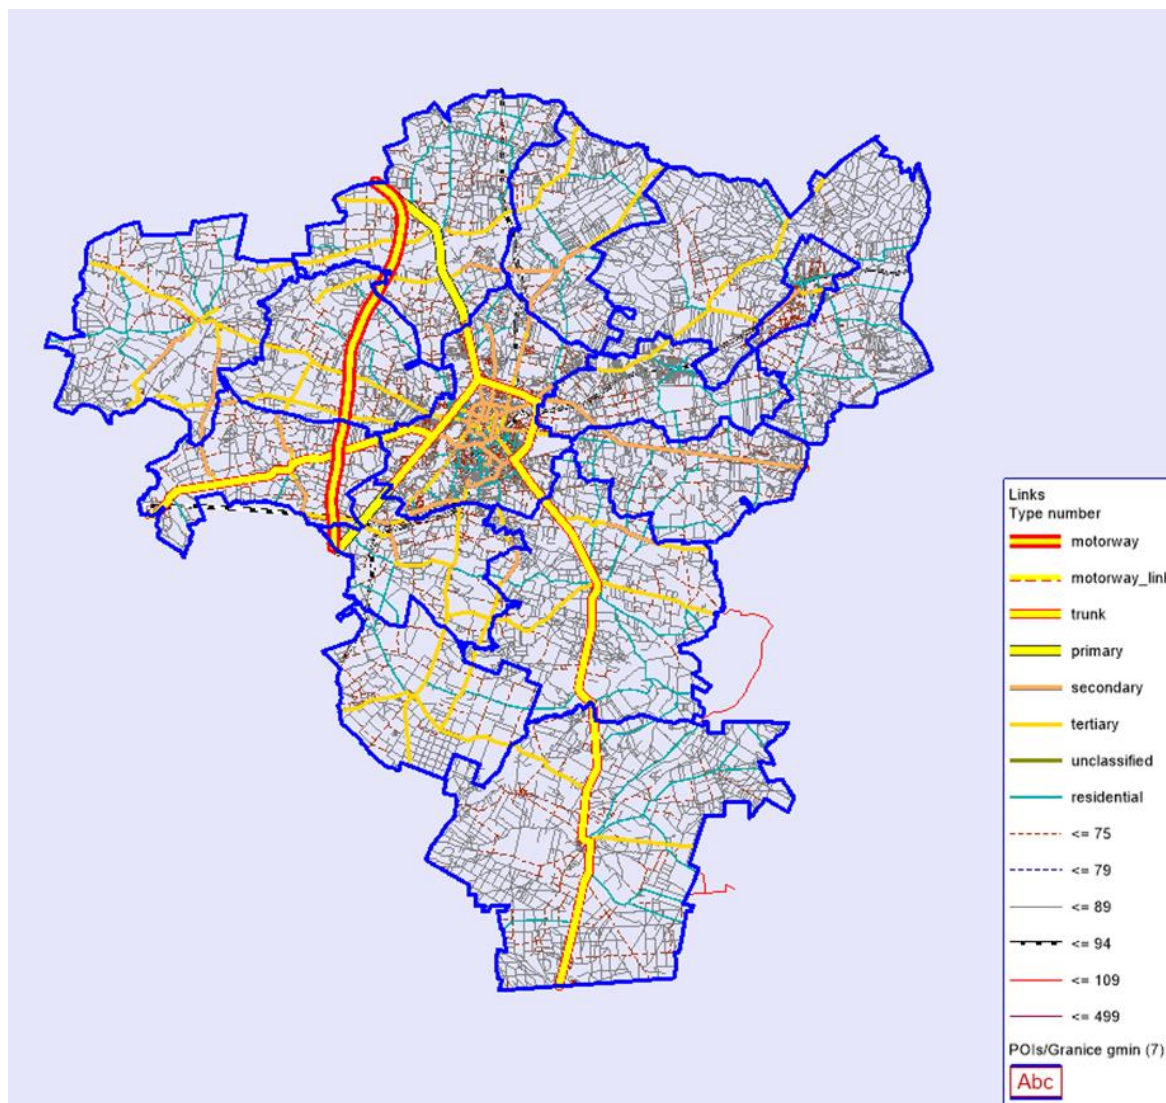 Links
Type number
motorway
motorway_link
trunk
primary
secondary
tertiary
unclassified
residential
<= 75
<= 79
<= 89
<= 94
<= 109
<= 499
POIs/Granice gmin (7)
Abc